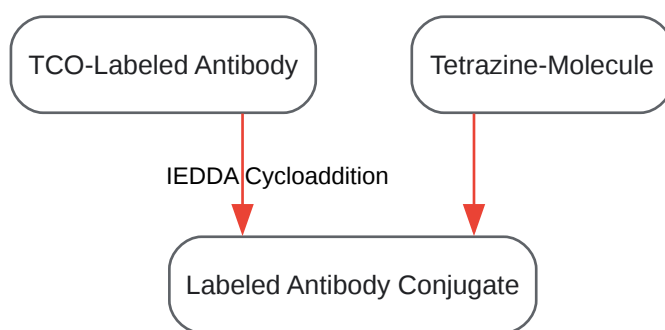 TCO-Labeled Antibody
Tetrazine-Molecule
IEDDA Cycloaddition
Labeled Antibody Conjugate